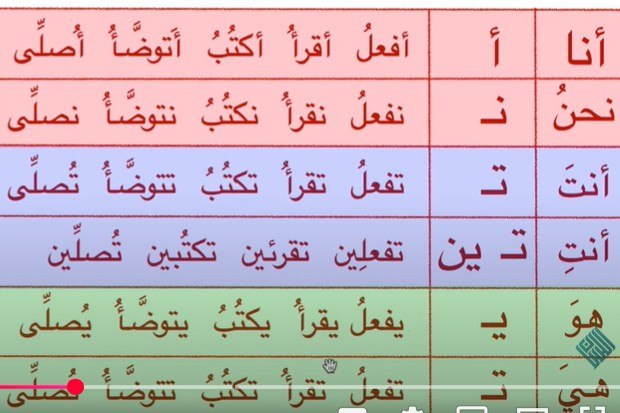 أنا أ أفعلُ أقرأُ أكتُبُ أَتوضَّأُ أُصلِّى
نحنُ نـ نفعلُ نقرأُ نكتُبُ نتوضَّأُ نصلِّى
أنتَ تـ تفعلُ تقرأُ تكتُبُ تتوضَّأُ تُصلِّى
أنتِ تـ ين تفعلِين تقرئين تكتُبين تُصلِّين
هوَ يـ يفعلُ يقرأُ يكتُبُ يتوضَّأُ يُصلِّى
هيَ تـ تفعلُ تقرأُ تكتُبُ تتوضَّأُ تُصلِّى